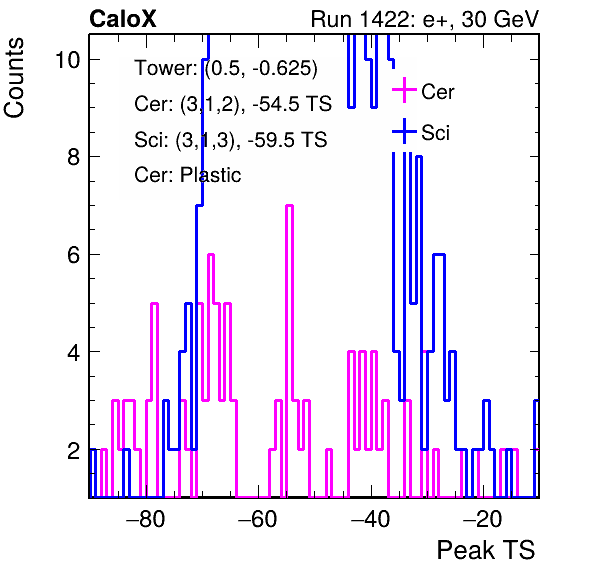 CaloX Run 1422: e+, 30 GeV
Counts
10
8
6
4
2
Tower: (0.5, -0.625)
Cer: (3,1,2), -54.5 TS
Sci: (3,1,3), -59.5 TS
Cer: Plastic
Cer
Sci
−80 −60 −40 −20
Peak TS